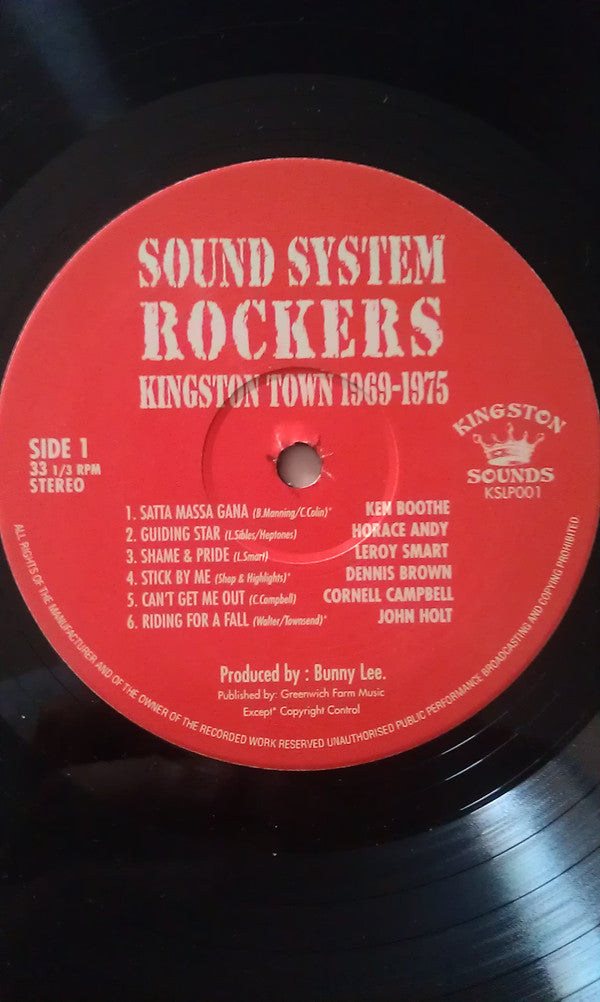 SOUND SYSTEM
ROCKERS
KINGSTON TOWN 1969-1975
KINGSTON
SOUNDS
KSLP001
SIDE 1
33 1/3 RPM
STEREO
1. SATTA MASSA GANA (B.Manning/C.Colin)* KEN BOOTHE
2. GUIDING STAR (L.Sibles/Heptones) HORACE ANDY
3. SHAME & PRIDE (L.Smart) LEROY SMART
4. STICK BY ME (Shep & Highlights)* DENNIS BROWN
5. CAN'T GET ME OUT (C.Campbell) CORNELL CAMPBELL
6. RIDING FOR A FALL (Walter/Townsend)* JOHN HOLT
Produced by : Bunny Lee.
Published by: Greenwich Farm Music
Except* Copyright Control
ALL RIGHTS OF THE MANUFACTURER AND OF THE OWNER OF THE RECORDED WORK RESERVED UNAUTHORISED PUBLIC PERFORMANCE BROADCASTING AND COPYING PROHIBITED